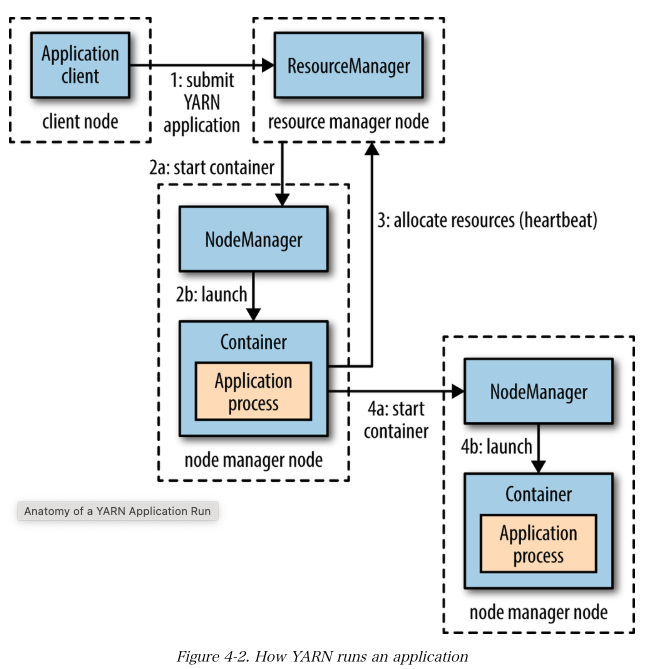 Application
client
client node
1: submit
YARN
application
ResourceManager
resource manager node
2a: start container
NodeManager
2b: launch
Container
Application
process
node manager node
3: allocate resources (heartbeat)
4a: start
container
NodeManager
4b: launch
Container
Application
process
node manager node
Anatomy of a YARN Application Run
Figure 4-2. How YARN runs an application